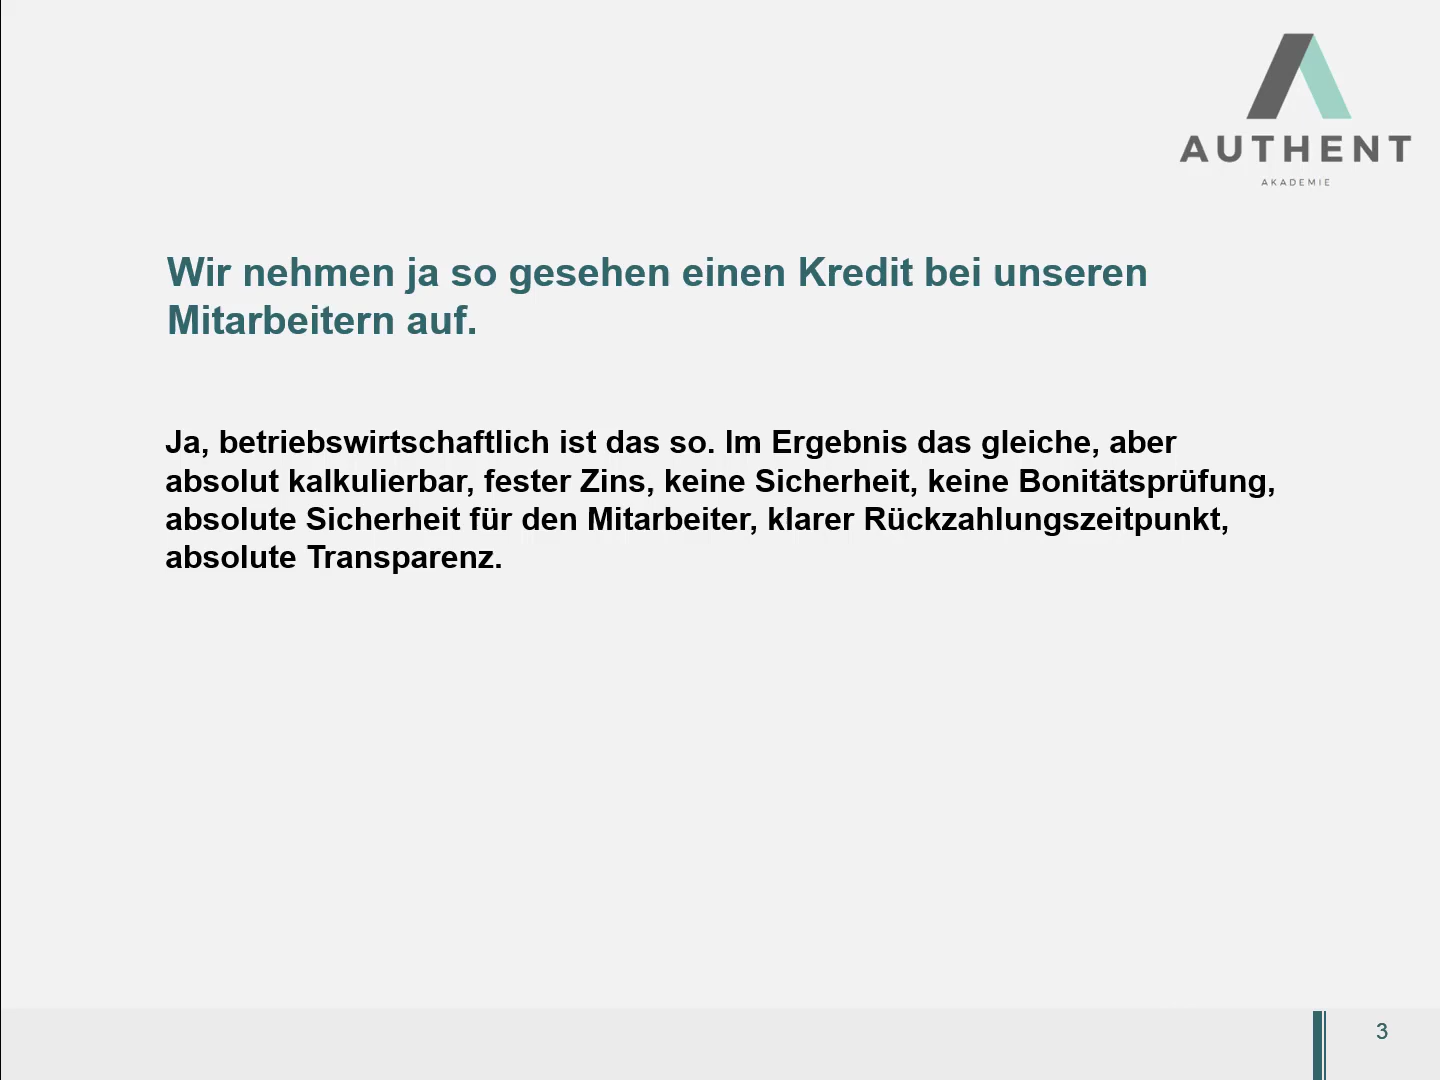 AUTHENT
AKADEMIE
Wir nehmen ja so gesehen einen Kredit bei unseren
Mitarbeitern auf.
Ja, betriebswirtschaftlich ist das so. Im Ergebnis das gleiche, aber
absolut kalkulierbar, fester Zins, keine Sicherheit, keine Bonitätsprüfung,
absolute Sicherheit für den Mitarbeiter, klarer Rückzahlungszeitpunkt,
absolute Transparenz.
3